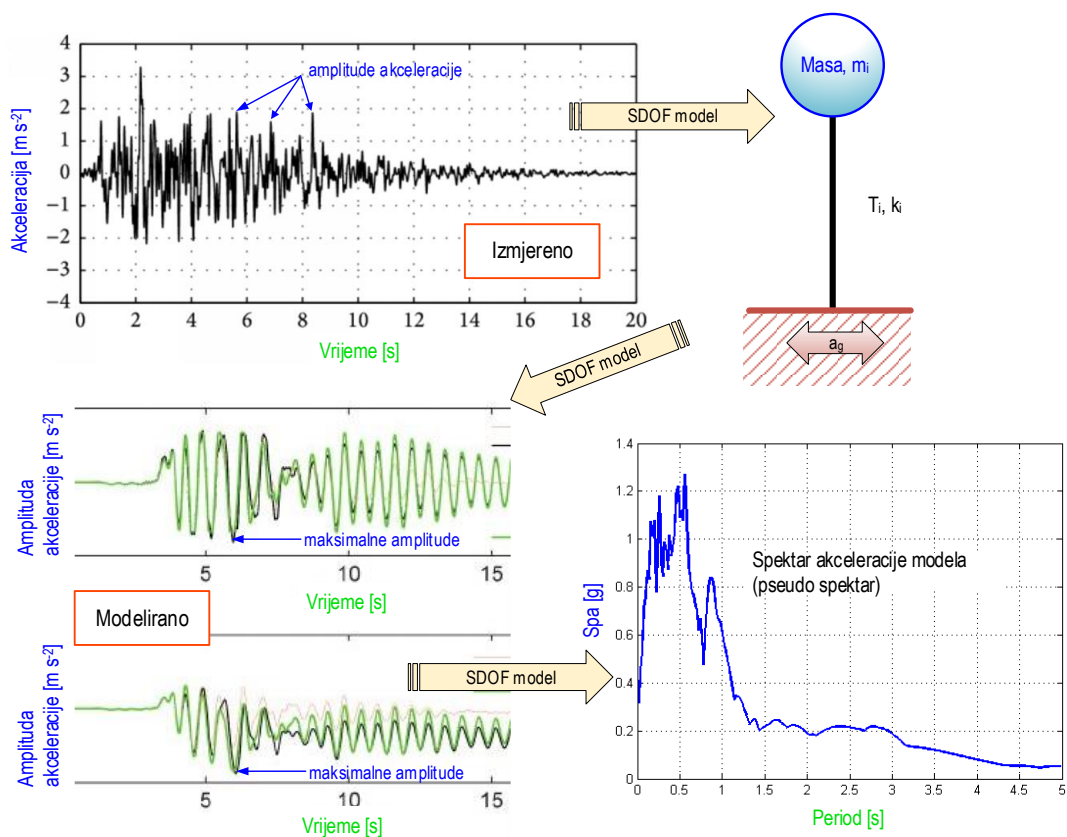 4
3
2
1
0
−1
−2
−3
−4
Akceleracija [m s-2]
amplitude akceleracije
Izmjereno
0 2 4 6 8 10 12 14 16 18 20
Vrijeme [s]
SDOF model
Masa, mi
Ti, ki
ag
SDOF model
Amplituda
akceleracije [m s-2]
maksimalne amplitude
5 10 15
Vrijeme [s]
Modelirano
Amplituda
akceleracije [m s-2]
maksimalne amplitude
5 10 15
Vrijeme [s]
SDOF model
1.4
1.2
1
0.8
0.6
0.4
0.2
0
Spa [g]
Spektar akceleracije modela
(pseudo spektar)
0 0.5 1 1.5 2 2.5 3 3.5 4 4.5 5
Period [s]